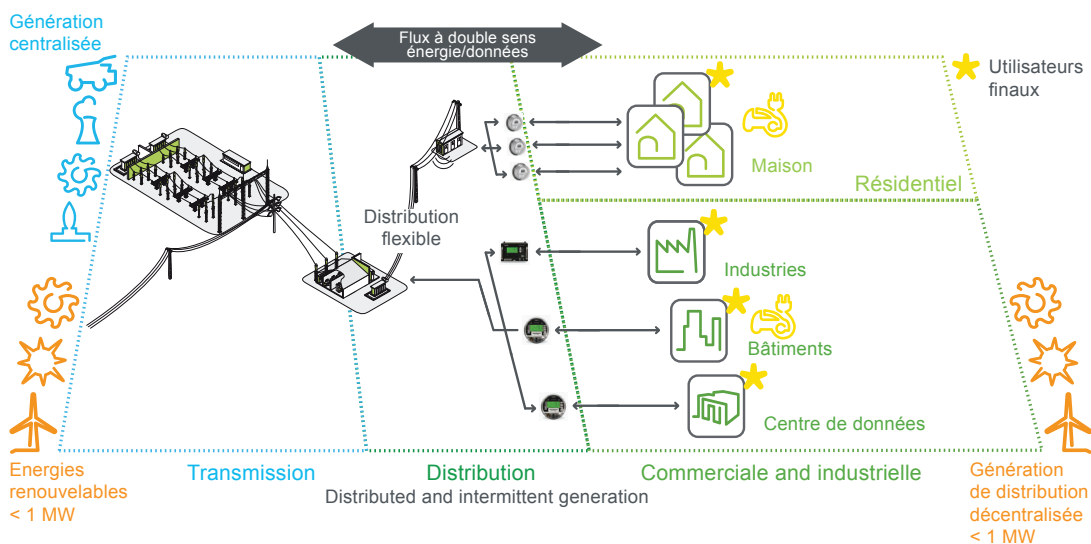 Génération
centralisée
Flux à double sens
énergie/données
Utilisateurs
finaux
Maison
Résidentiel
Distribution
flexible
Industries
Bâtiments
Centre de données
Energies
renouvelables
< 1 MW
Transmission
Distribution
Commerciale and industrielle
Distributed and intermittent generation
Génération
de distribution
décentralisée
< 1 MW